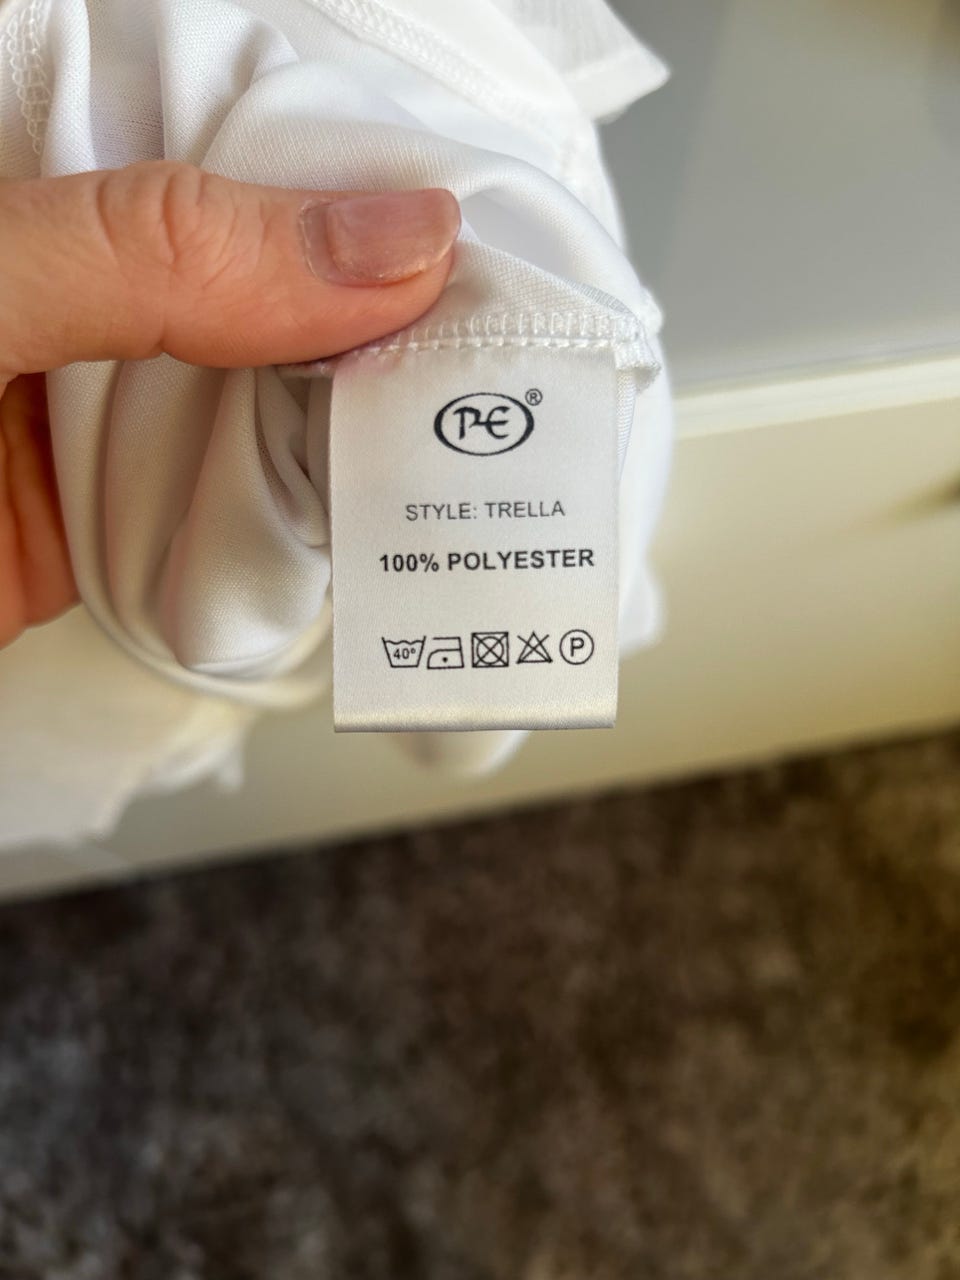 PE®
STYLE: TRELLA
100% POLYESTER
40° P